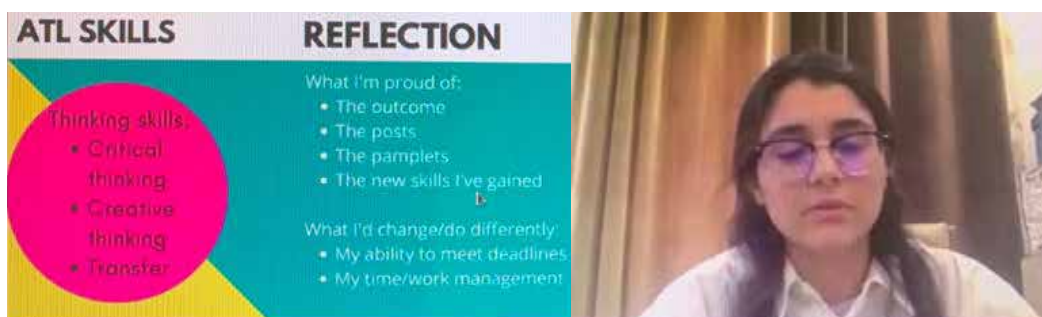 ATL SKILLS
Thinking skills:
• Critical
thinking
• Creative
thinking
• Transfer
REFLECTION
What I'm proud of:
• The outcome
• The posts
• The pamplets
• The new skills I've gained
What I'd change/do differently:
• My ability to meet deadlines
• My time/work management